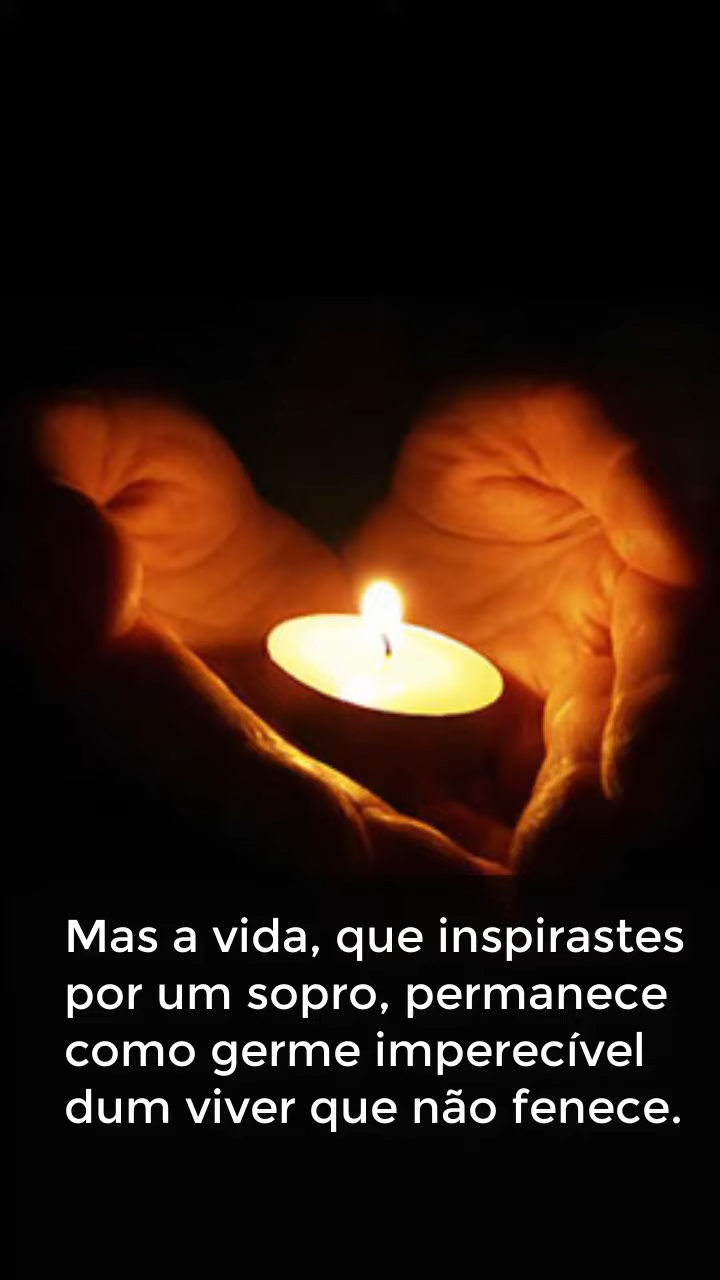 Mas a vida, que inspirastes
por um sopro, permanece
como germe imperecível
dum viver que não fenece.